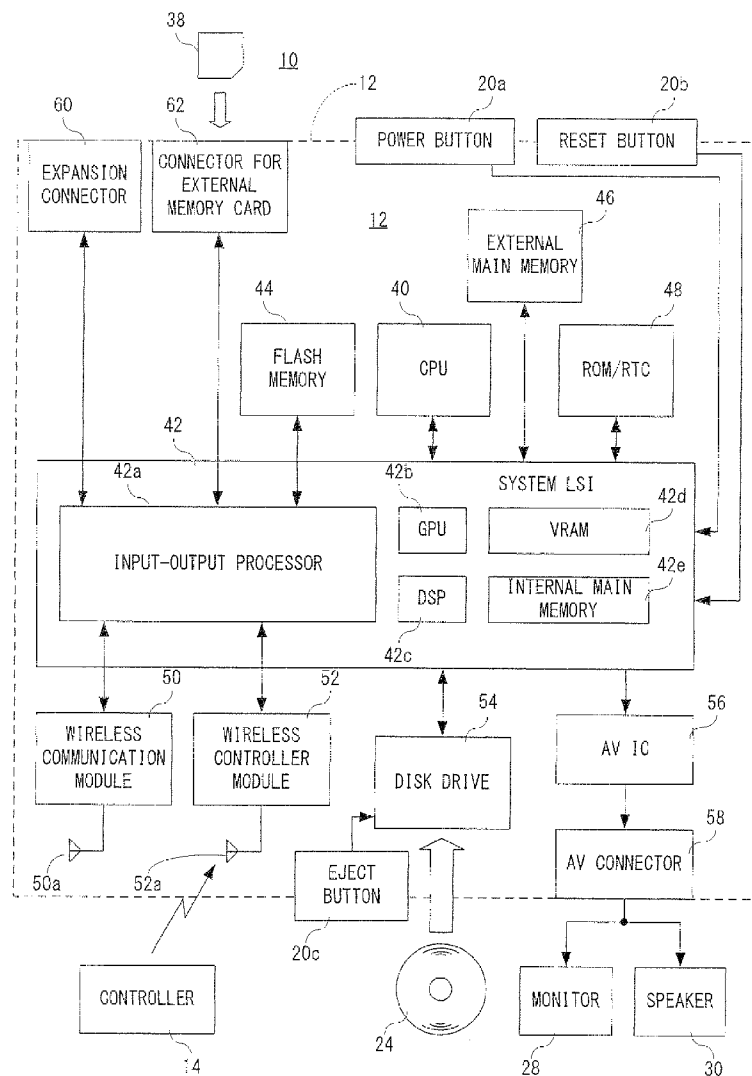 38
10
60
62
12
20a
20b
POWER BUTTON
RESET BUTTON
EXPANSION
CONNECTOR
CONNECTOR FOR
EXTERNAL
MEMORY CARD
12
46
EXTERNAL
MAIN MEMORY
44
40
48
FLASH
MEMORY
CPU
ROM/RTC
42
42a
42b
SYSTEM LSI
42d
INPUT-OUTPUT PROCESSOR
GPU
VRAM
42e
DSP
INTERNAL MAIN
MEMORY
42c
50
52
54
56
WIRELESS
COMMUNICATION
MODULE
WIRELESS
CONTROLLER
MODULE
DISK DRIVE
AV IC
58
50a
52a
EJECT
BUTTON
AV CONNECTOR
20c
CONTROLLER
24
MONITOR
SPEAKER
14
28
30